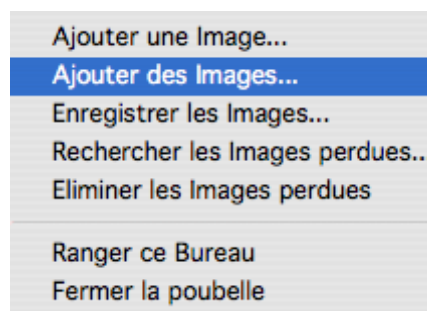 Ajouter une Image...
Ajouter des Images...
Enregistrer les Images...
Rechercher les Images perdues..
Eliminer les Images perdues
Ranger ce Bureau
Fermer la poubelle